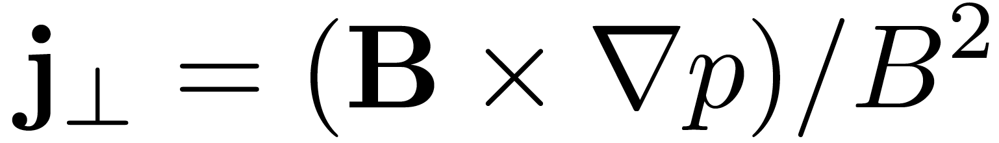 𝐣⊥ = (𝐁 × ∇p)/B²